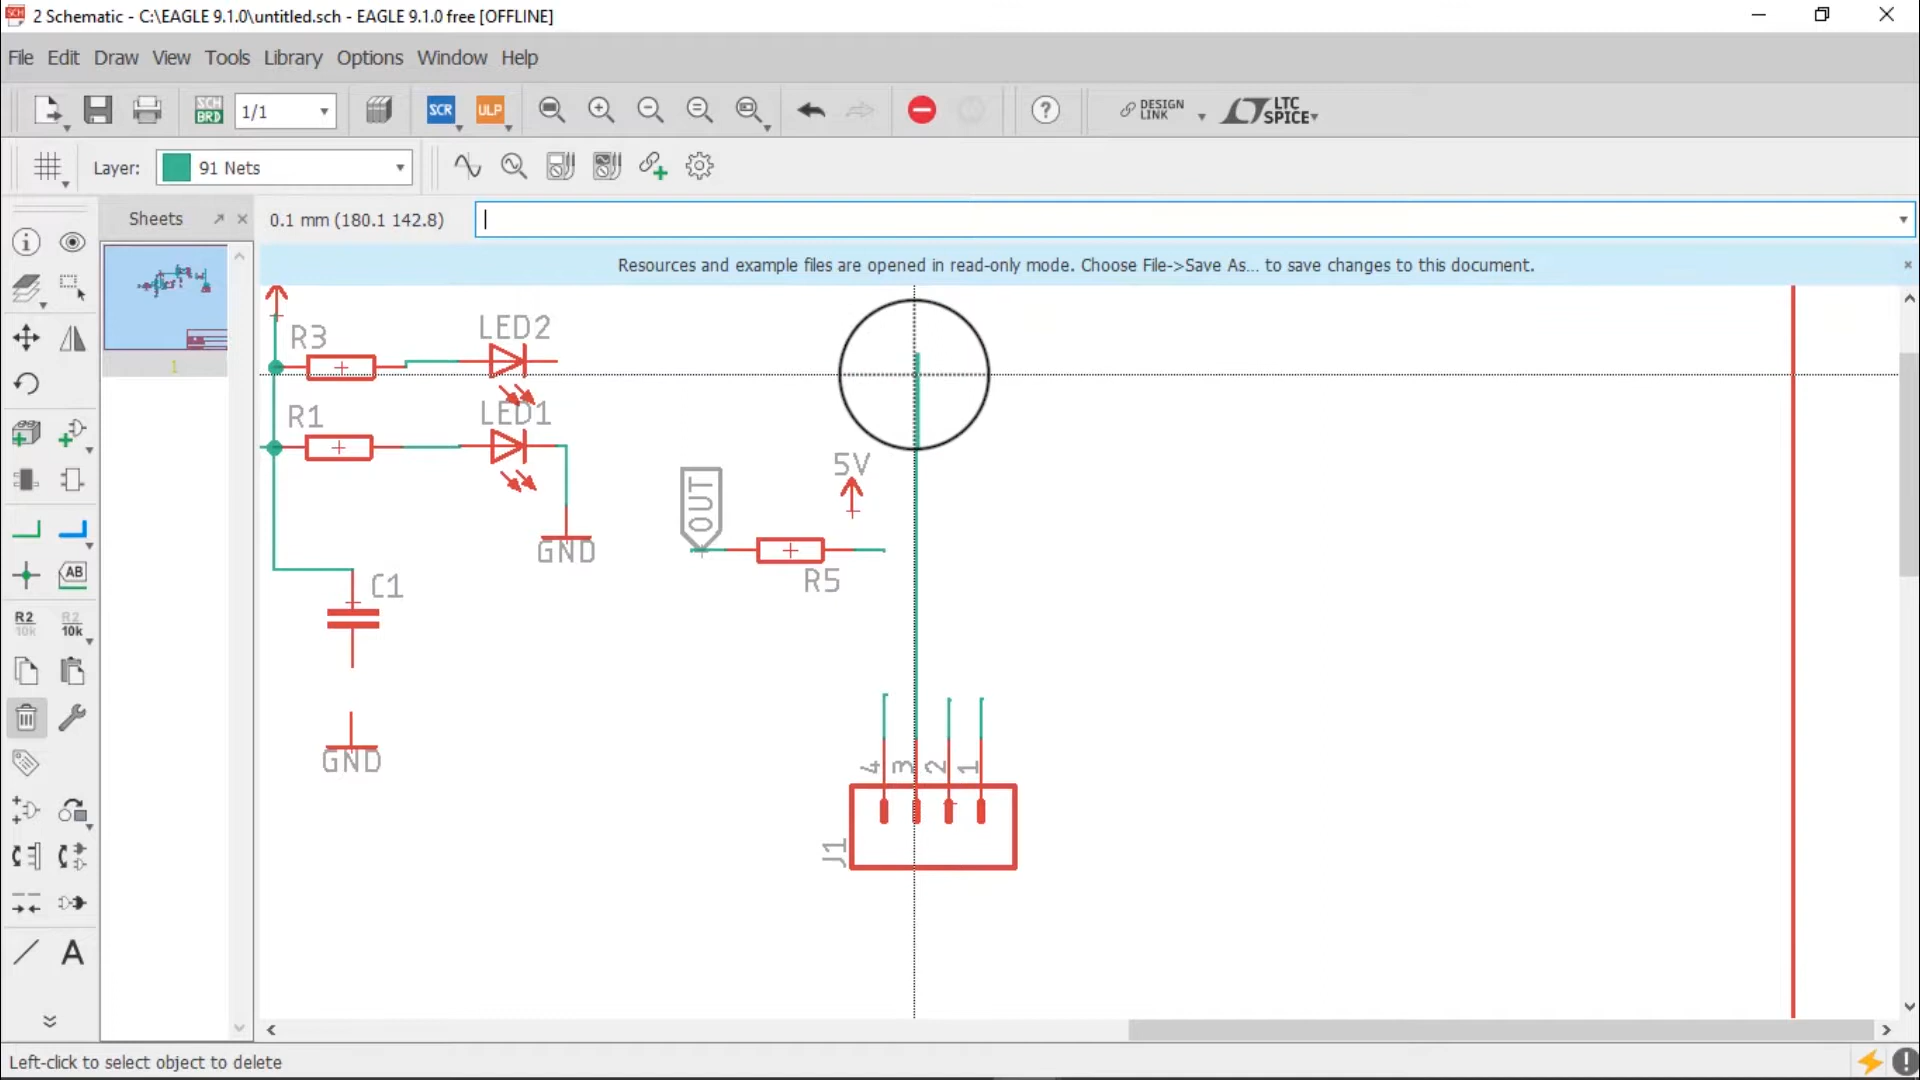 2 Schematic - C:\EAGLE 9.1.0\untitled.sch - EAGLE 9.1.0 free [OFFLINE]
File Edit Draw View Tools Library Options Window Help
SCH BRD 1/1 SCR ULP DESIGN LINK LTC SPICE
Layer: 91 Nets
Sheets 0.1 mm (180.1 142.8)
Resources and example files are opened in read-only mode. Choose File->Save As... to save changes to this document.
1
R3 LED2
R1 LED1
5V
OUT
GND
R5
C1
GND
4 3 2 1
J1
AB
R2 10k R2 10k
A
Left-click to select object to delete